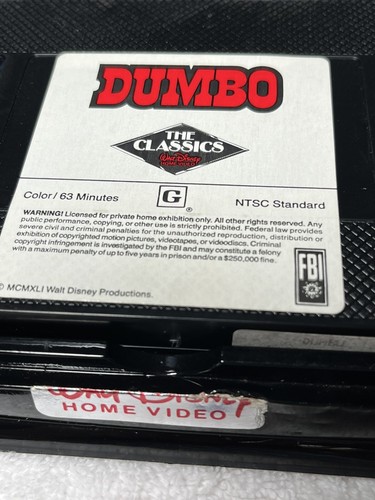 DUMBO
THE
CLASSICS
Walt Disney
HOME VIDEO
Color/63 Minutes
G
®
NTSC Standard
WARNING! Licensed for private home exhibition only. All other rights reserved. Any
public performance, copying, or other use is strictly prohibited. Federal law provides
severe civil and criminal penalties for the unauthorized reproduction, distribution or
exhibition of copyrighted motion pictures, videotapes, or videodiscs. Criminal
copyright infringement is investigated by the FBI and may constitute a felony
with a maximum penalty of up to five years in prison and/or a $250,000 fine.
FBI
© MCMXLI Walt Disney Productions.
WALT DISNEY
HOME VIDEO